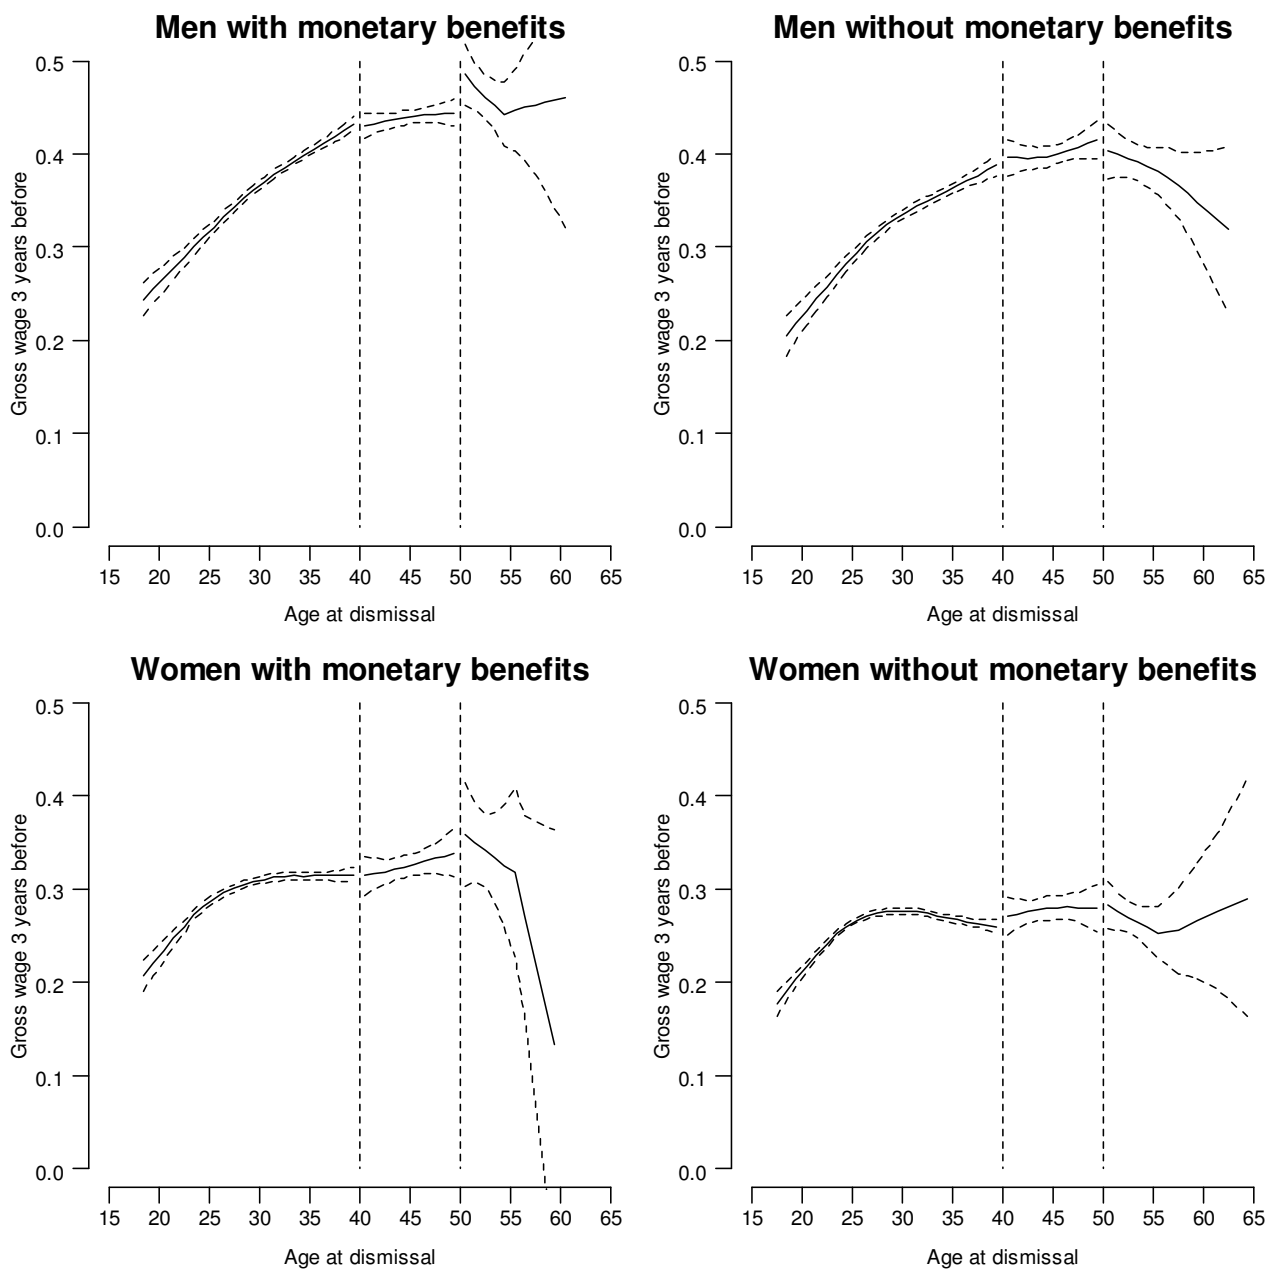 Men with monetary benefits
Gross wage 3 years before
0.5
0.4
0.3
0.2
0.1
0.0
15 20 25 30 35 40 45 50 55 60 65
Age at dismissal
Men without monetary benefits
Gross wage 3 years before
0.5
0.4
0.3
0.2
0.1
0.0
15 20 25 30 35 40 45 50 55 60 65
Age at dismissal
Women with monetary benefits
Gross wage 3 years before
0.5
0.4
0.3
0.2
0.1
0.0
15 20 25 30 35 40 45 50 55 60 65
Age at dismissal
Women without monetary benefits
Gross wage 3 years before
0.5
0.4
0.3
0.2
0.1
0.0
15 20 25 30 35 40 45 50 55 60 65
Age at dismissal